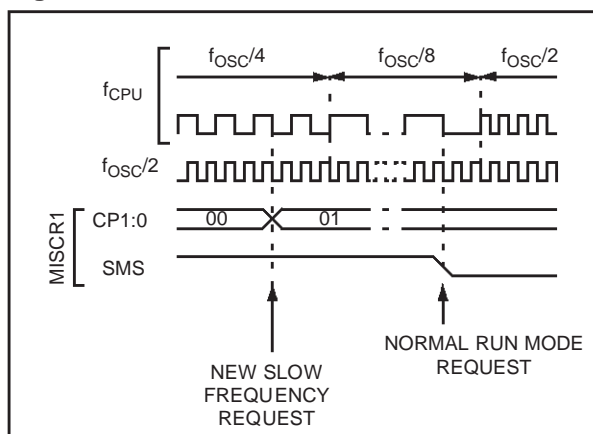 fOSC/4 fOSC/8 fOSC/2
fCPU
fOSC/2
MISCR1
CP1:0 00 01
SMS
NEW SLOW
FREQUENCY
REQUEST
NORMAL RUN MODE
REQUEST